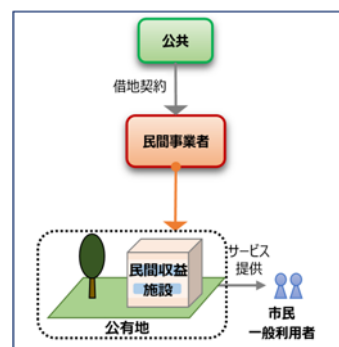 公共
借地契約
民間事業者
民間収益
施設
公有地
サービス
提供
市民
一般利用者